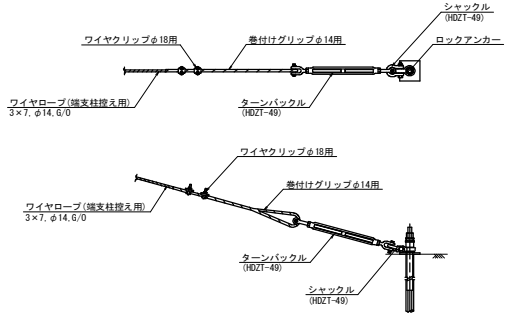 シャックル
(HDZT-49)
ワイヤクリップφ18用
巻付けグリップφ14用
ロックアンカー
ワイヤロープ(端支柱控え用)
3×7, φ14, G/O
ターンバックル
(HDZT-49)
ワイヤクリップφ18用
巻付けグリップφ14用
ワイヤロープ(端支柱控え用)
3×7, φ14, G/O
ターンバックル
(HDZT-49)
シャックル
(HDZT-49)